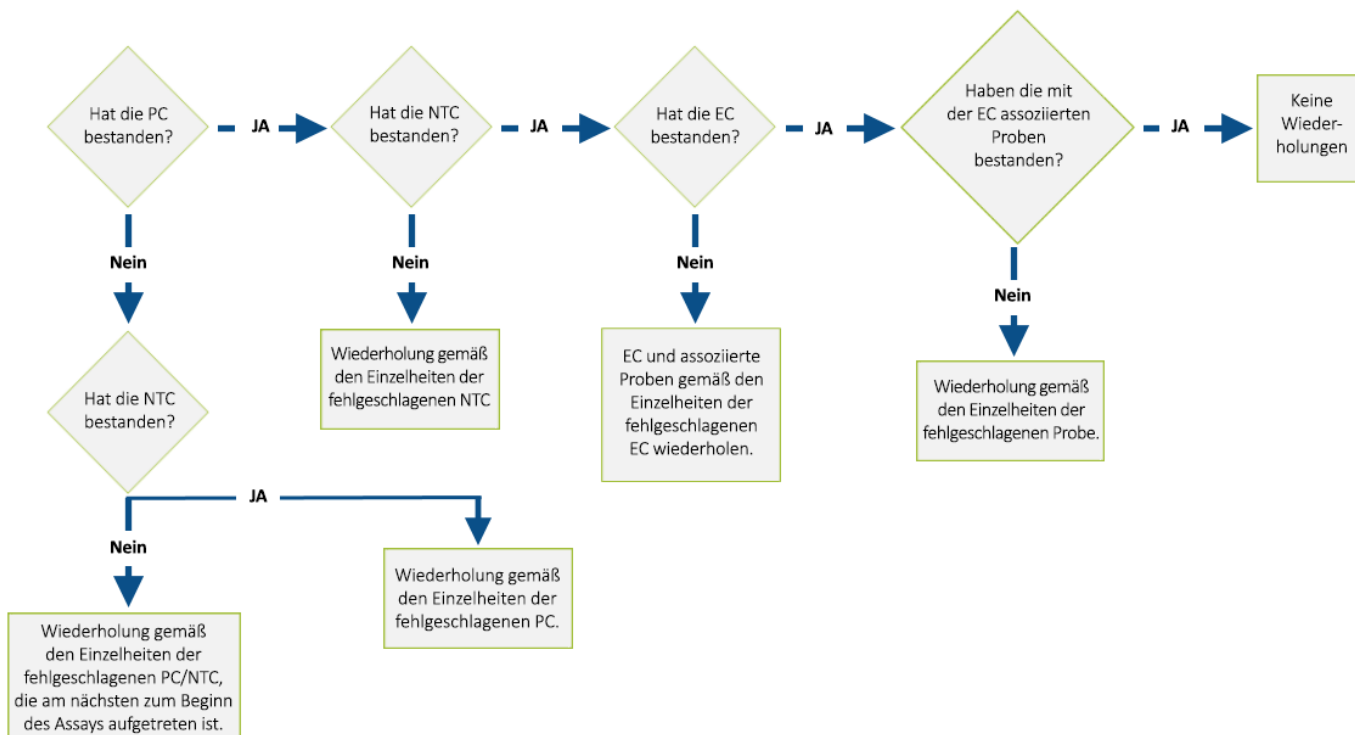 Hat die PC
bestanden?
JA
Hat die NTC
bestanden?
JA
Hat die EC
bestanden?
JA
Haben die mit
der EC assoziierten
Proben
bestanden?
JA
Keine
Wieder-
holungen
Nein
Nein
Nein
Nein
Hat die NTC
bestanden?
Wiederholung gemäß
den Einzelheiten der
fehlgeschlagenen NTC
EC und assoziierte
Proben gemäß den
Einzelheiten der
fehlgeschlagenen
EC wiederholen.
Wiederholung gemäß
den Einzelheiten der
fehlgeschlagenen Probe.
JA
Nein
Wiederholung gemäß
den Einzelheiten der
fehlgeschlagenen PC.
Wiederholung gemäß
den Einzelheiten der
fehlgeschlagenen PC/NTC,
die am nächsten zum Beginn
des Assays aufgetreten ist.